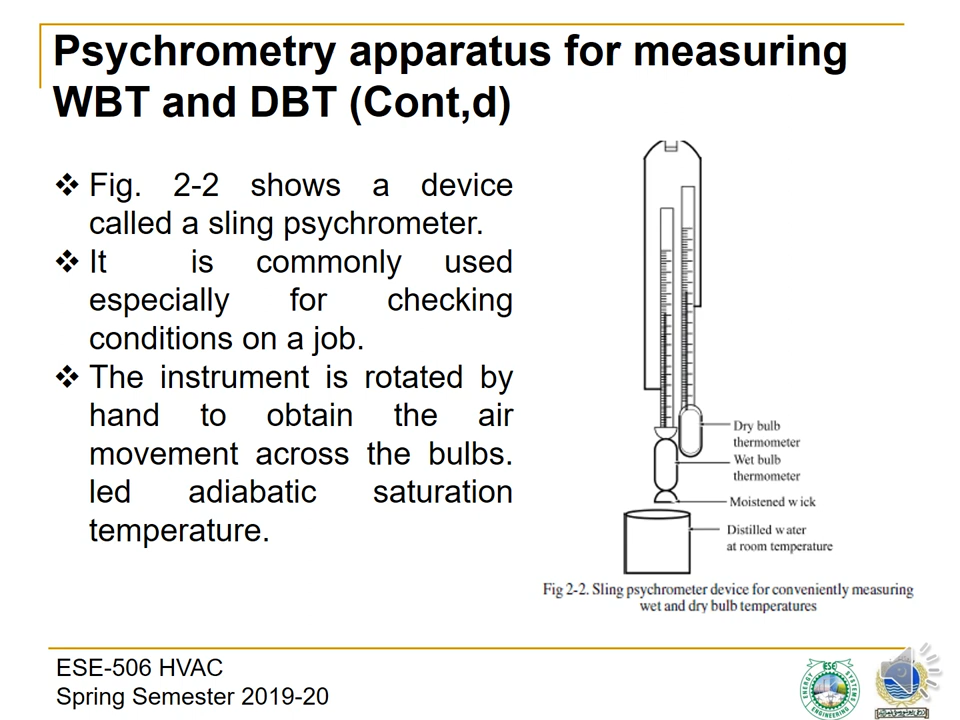 Psychrometry apparatus for measuring
WBT and DBT (Cont,d)
❖ Fig. 2-2 shows a device
called a sling psychrometer.
❖ It is commonly used
especially for checking
conditions on a job.
❖ The instrument is rotated by
hand to obtain the air
movement across the bulbs.
led adiabatic saturation
temperature.
Dry bulb
thermometer
Wet bulb
thermometer
Moistened wick
Distilled water
at room temperature
Fig 2-2. Sling psychrometer device for conveniently measuring
wet and dry bulb temperatures
ESE-506 HVAC
Spring Semester 2019-20
ESE
ENERGY SYSTEMS
ENGINEERING